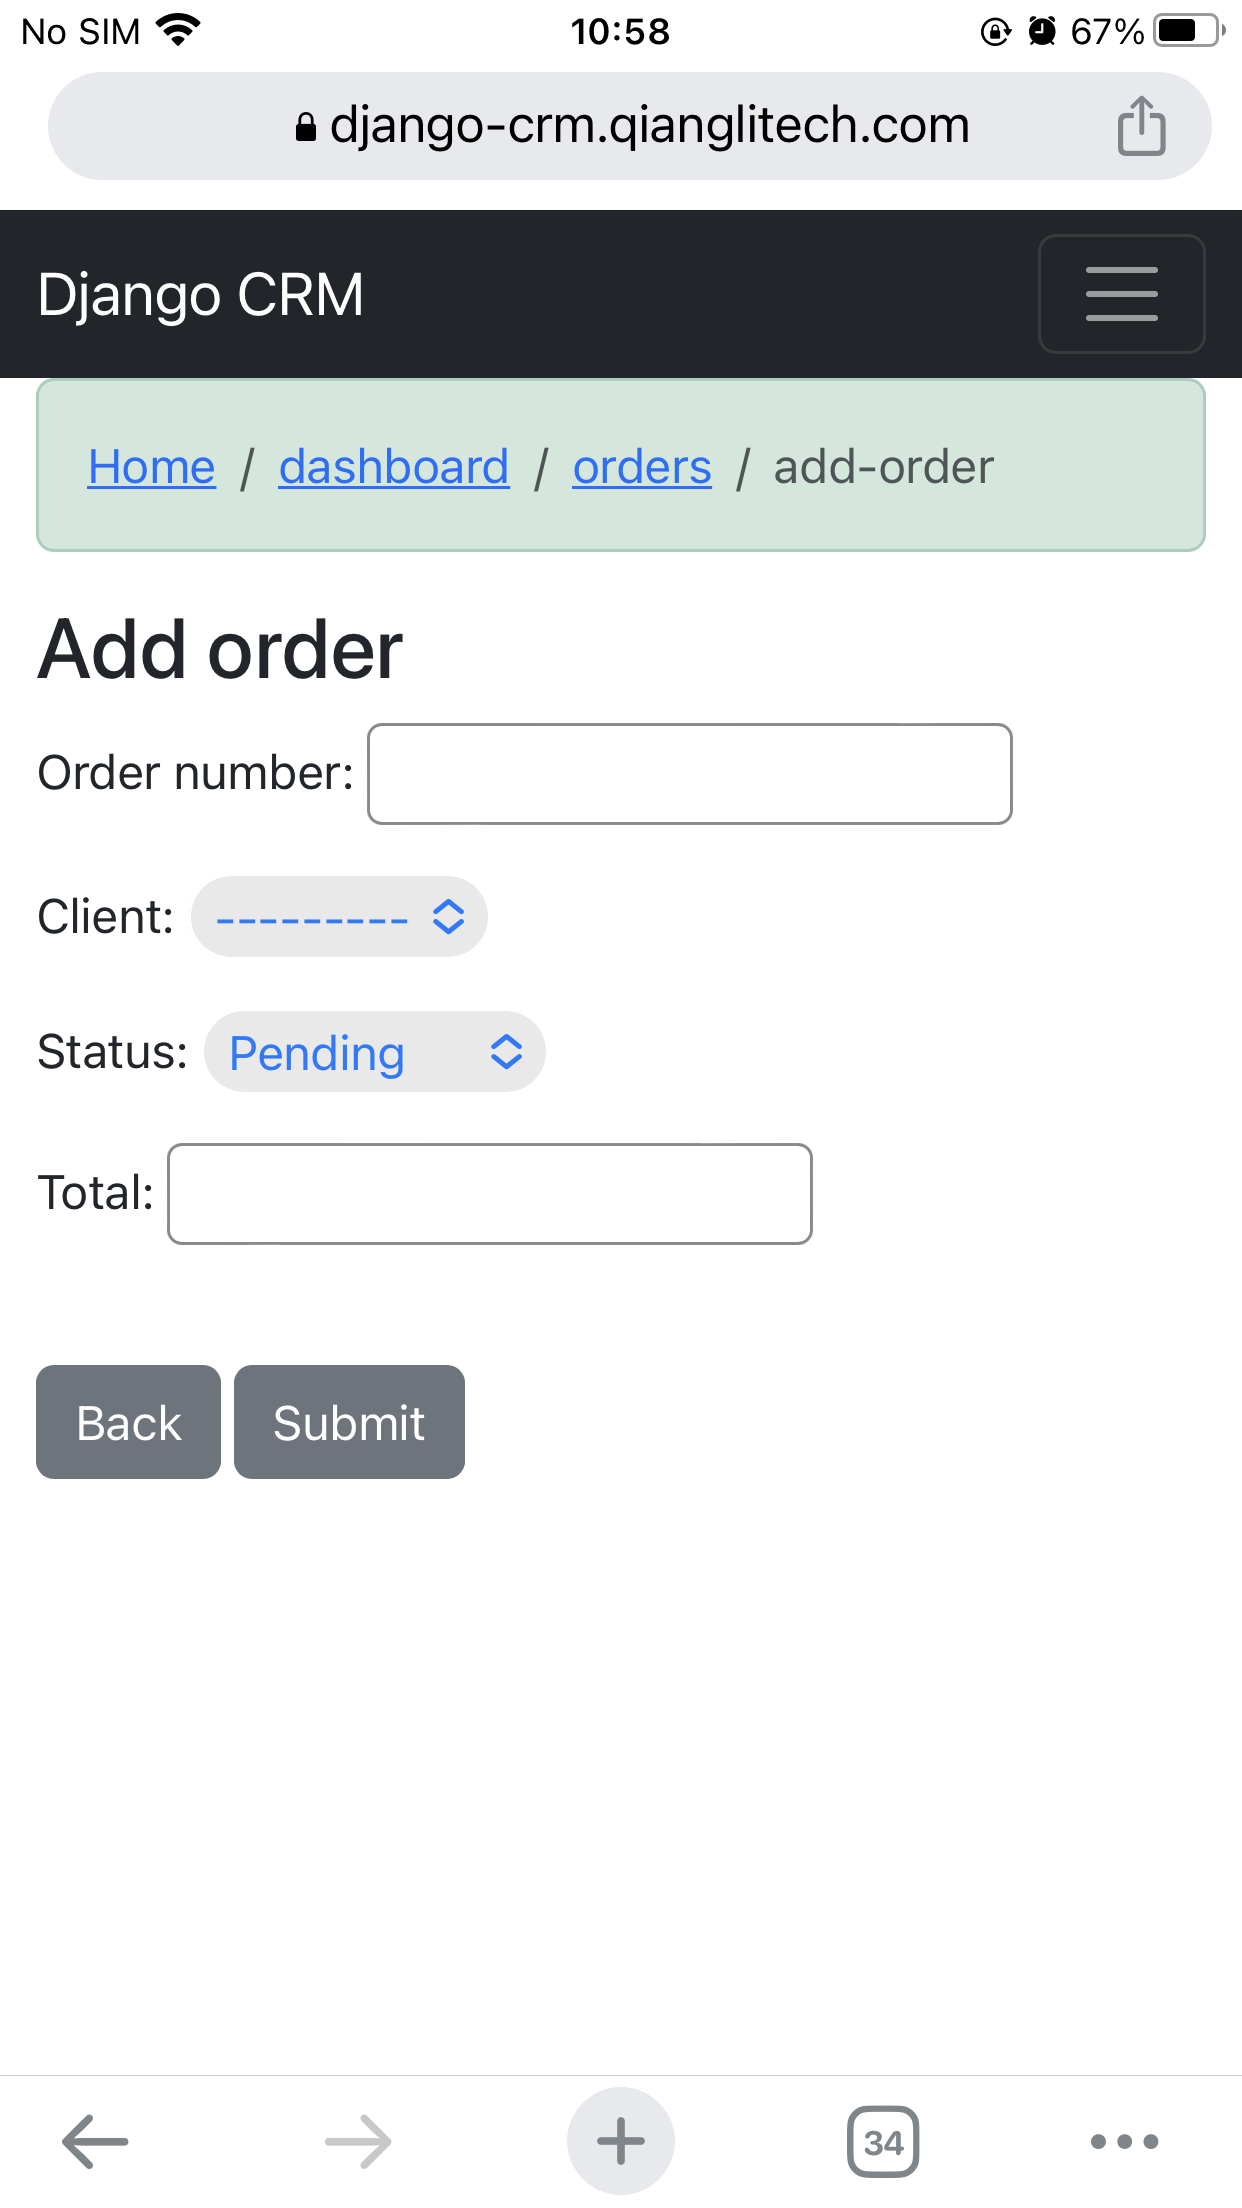 No SIM 10:58 67%
django-crm.qianglitech.com
Django CRM
Home / dashboard / orders / add-order
Add order
Order number:
Client: ---------
Status: Pending
Total:
Back Submit
34